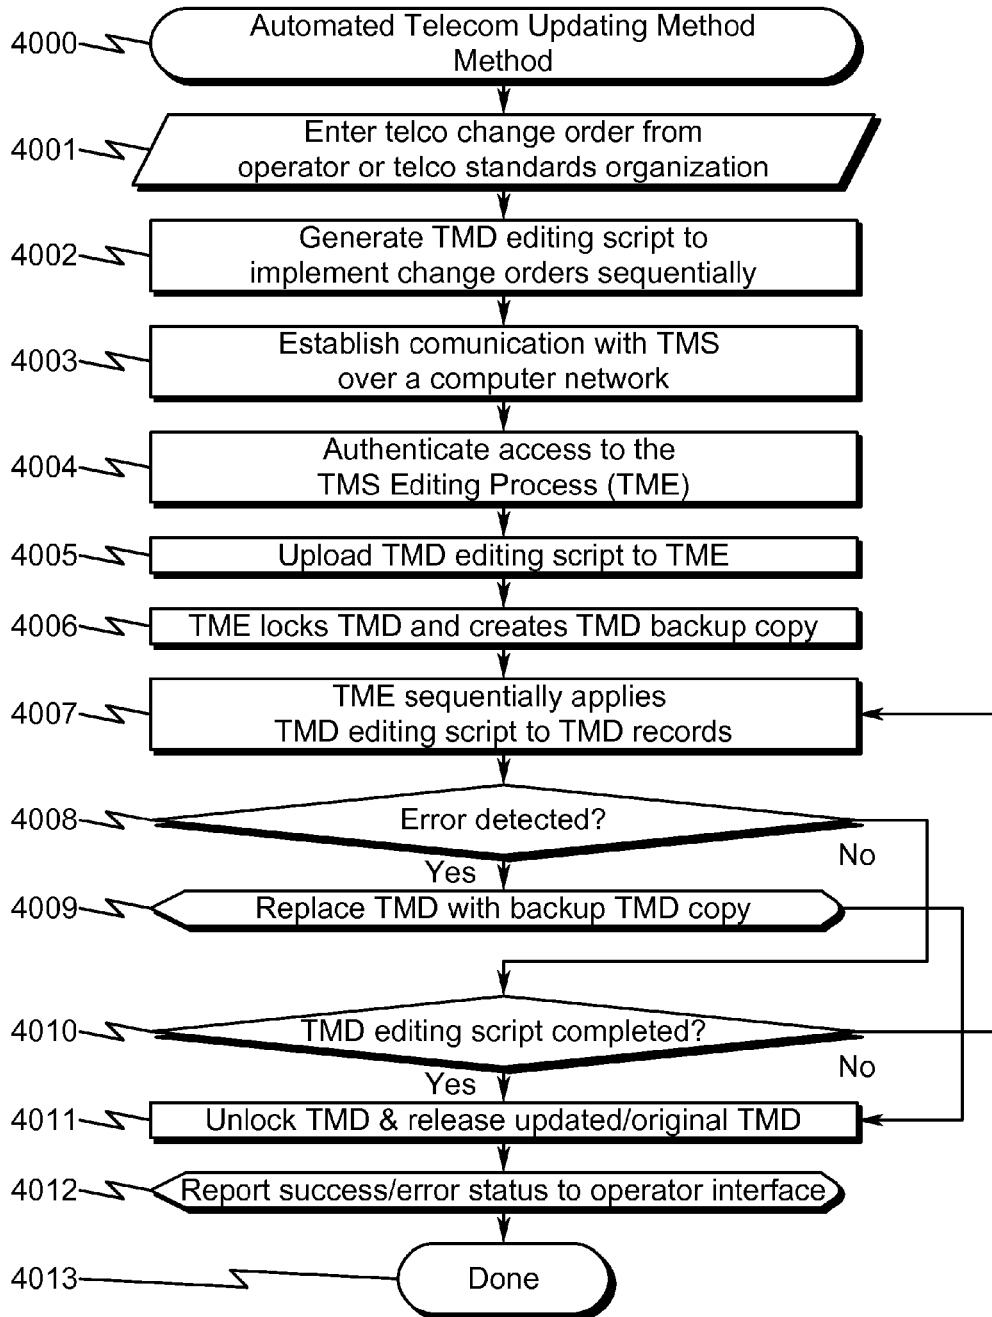 4000
Automated Telecom Updating Method
Method
4001
Enter telco change order from
operator or telco standards organization
4002
Generate TMD editing script to
implement change orders sequentially
4003
Establish comunication with TMS
over a computer network
4004
Authenticate access to the
TMS Editing Process (TME)
4005
Upload TMD editing script to TME
4006
TME locks TMD and creates TMD backup copy
4007
TME sequentially applies
TMD editing script to TMD records
4008
Error detected?
No
Yes
4009
Replace TMD with backup TMD copy
4010
TMD editing script completed?
No
Yes
4011
Unlock TMD & release updated/original TMD
4012
Report success/error status to operator interface
4013
Done